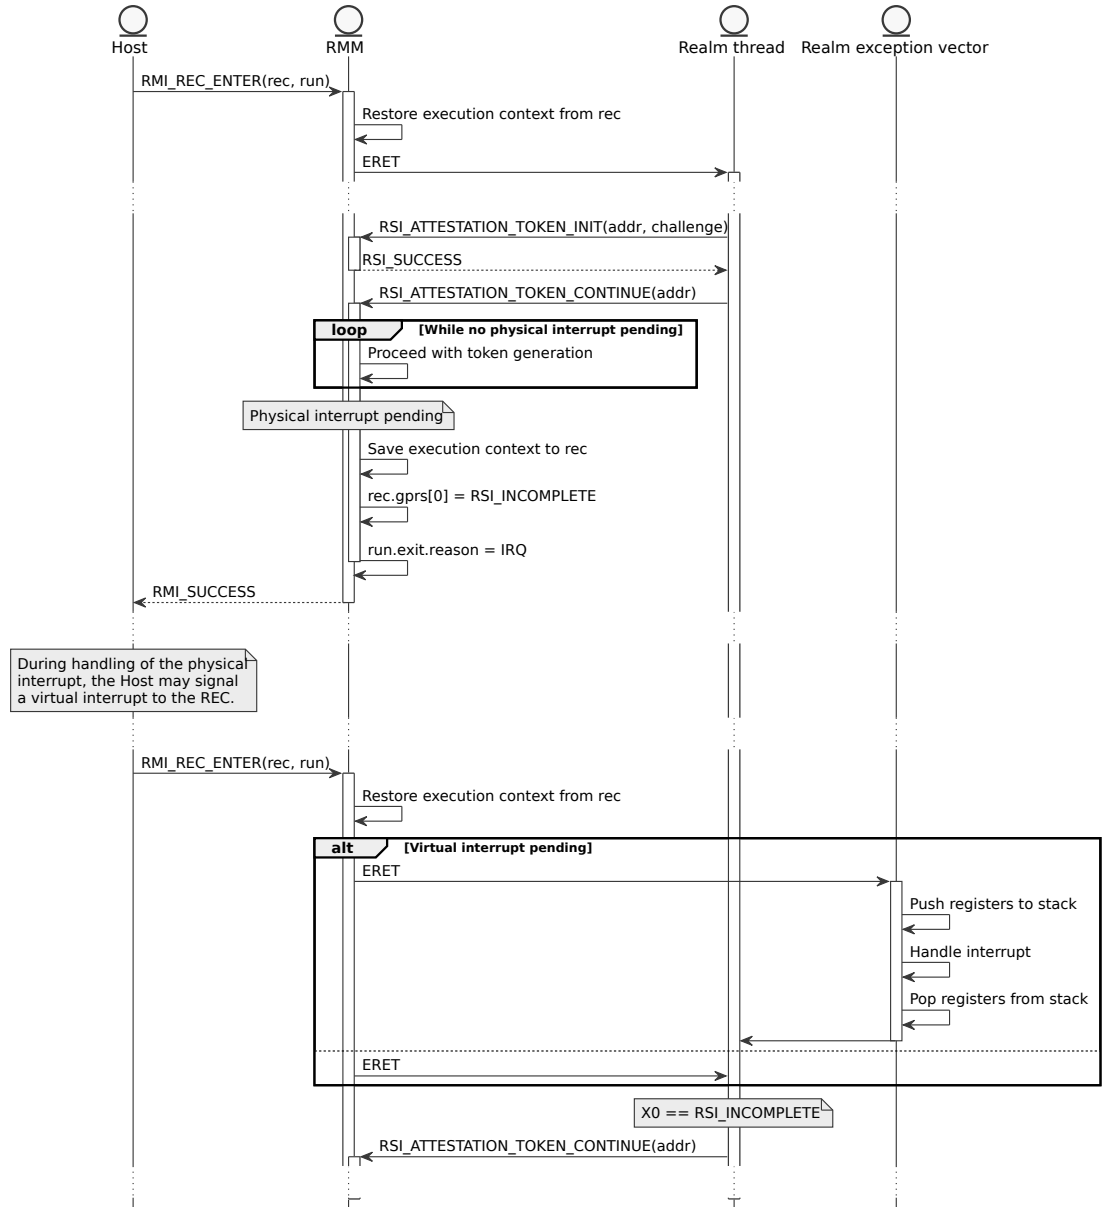 Host
RMM
Realm thread
Realm exception vector
RMI_REC_ENTER(rec, run)
Restore execution context from rec
ERET
RSI_ATTESTATION_TOKEN_INIT(addr, challenge)
RSI_SUCCESS
RSI_ATTESTATION_TOKEN_CONTINUE(addr)
loop
[While no physical interrupt pending]
Proceed with token generation
Physical interrupt pending
Save execution context to rec
rec.gprs[0] = RSI_INCOMPLETE
run.exit.reason = IRQ
RMI_SUCCESS
During handling of the physical
interrupt, the Host may signal
a virtual interrupt to the REC.
RMI_REC_ENTER(rec, run)
Restore execution context from rec
alt
[Virtual interrupt pending]
ERET
Push registers to stack
Handle interrupt
Pop registers from stack
ERET
X0 == RSI_INCOMPLETE
RSI_ATTESTATION_TOKEN_CONTINUE(addr)